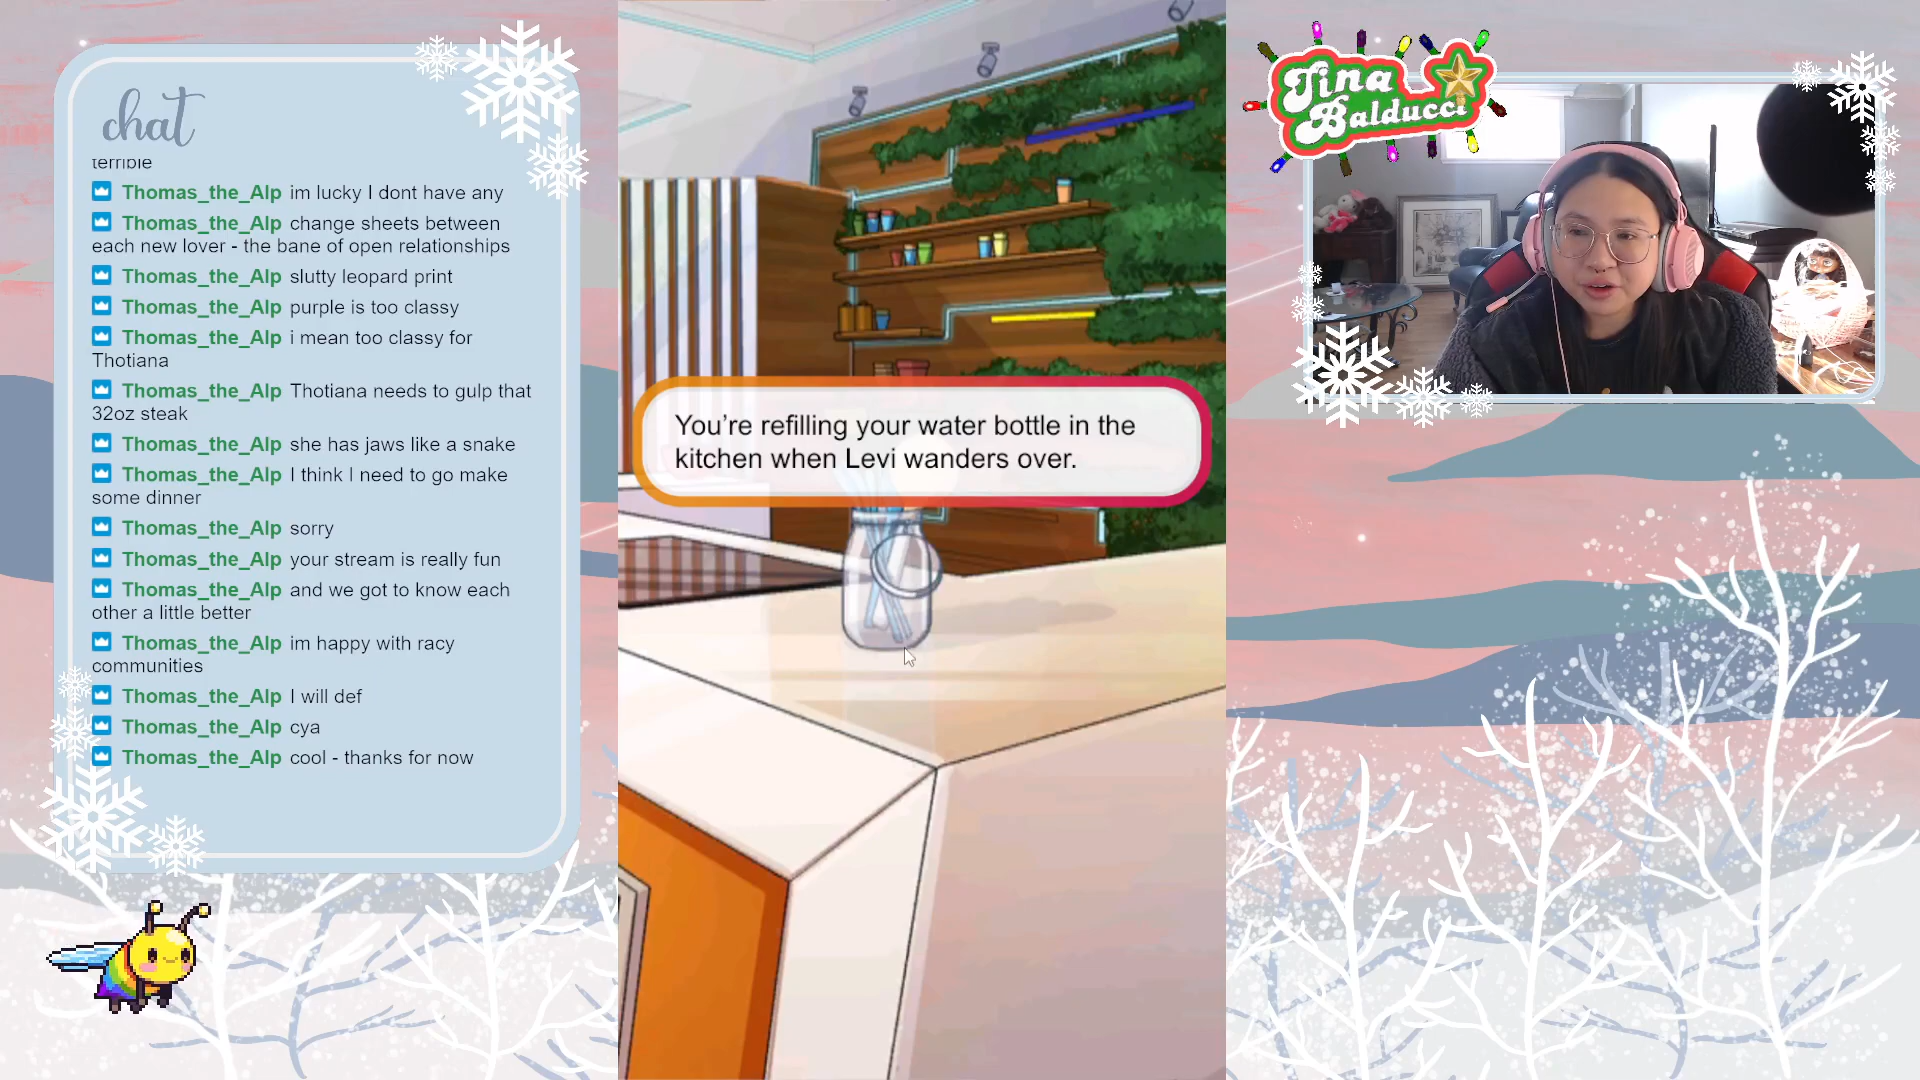 chat
terrible
Thomas_the_Alp im lucky I dont have any
Thomas_the_Alp change sheets between
each new lover - the bane of open relationships
Thomas_the_Alp slutty leopard print
Thomas_the_Alp purple is too classy
Thomas_the_Alp i mean too classy for
Thotiana
Thomas_the_Alp Thotiana needs to gulp that
32oz steak
Thomas_the_Alp she has jaws like a snake
Thomas_the_Alp I think I need to go make
some dinner
Thomas_the_Alp sorry
Thomas_the_Alp your stream is really fun
Thomas_the_Alp and we got to know each
other a little better
Thomas_the_Alp im happy with racy
communities
Thomas_the_Alp I will def
Thomas_the_Alp cya
Thomas_the_Alp cool - thanks for now
You’re refilling your water bottle in the
kitchen when Levi wanders over.
Tina
Balducci